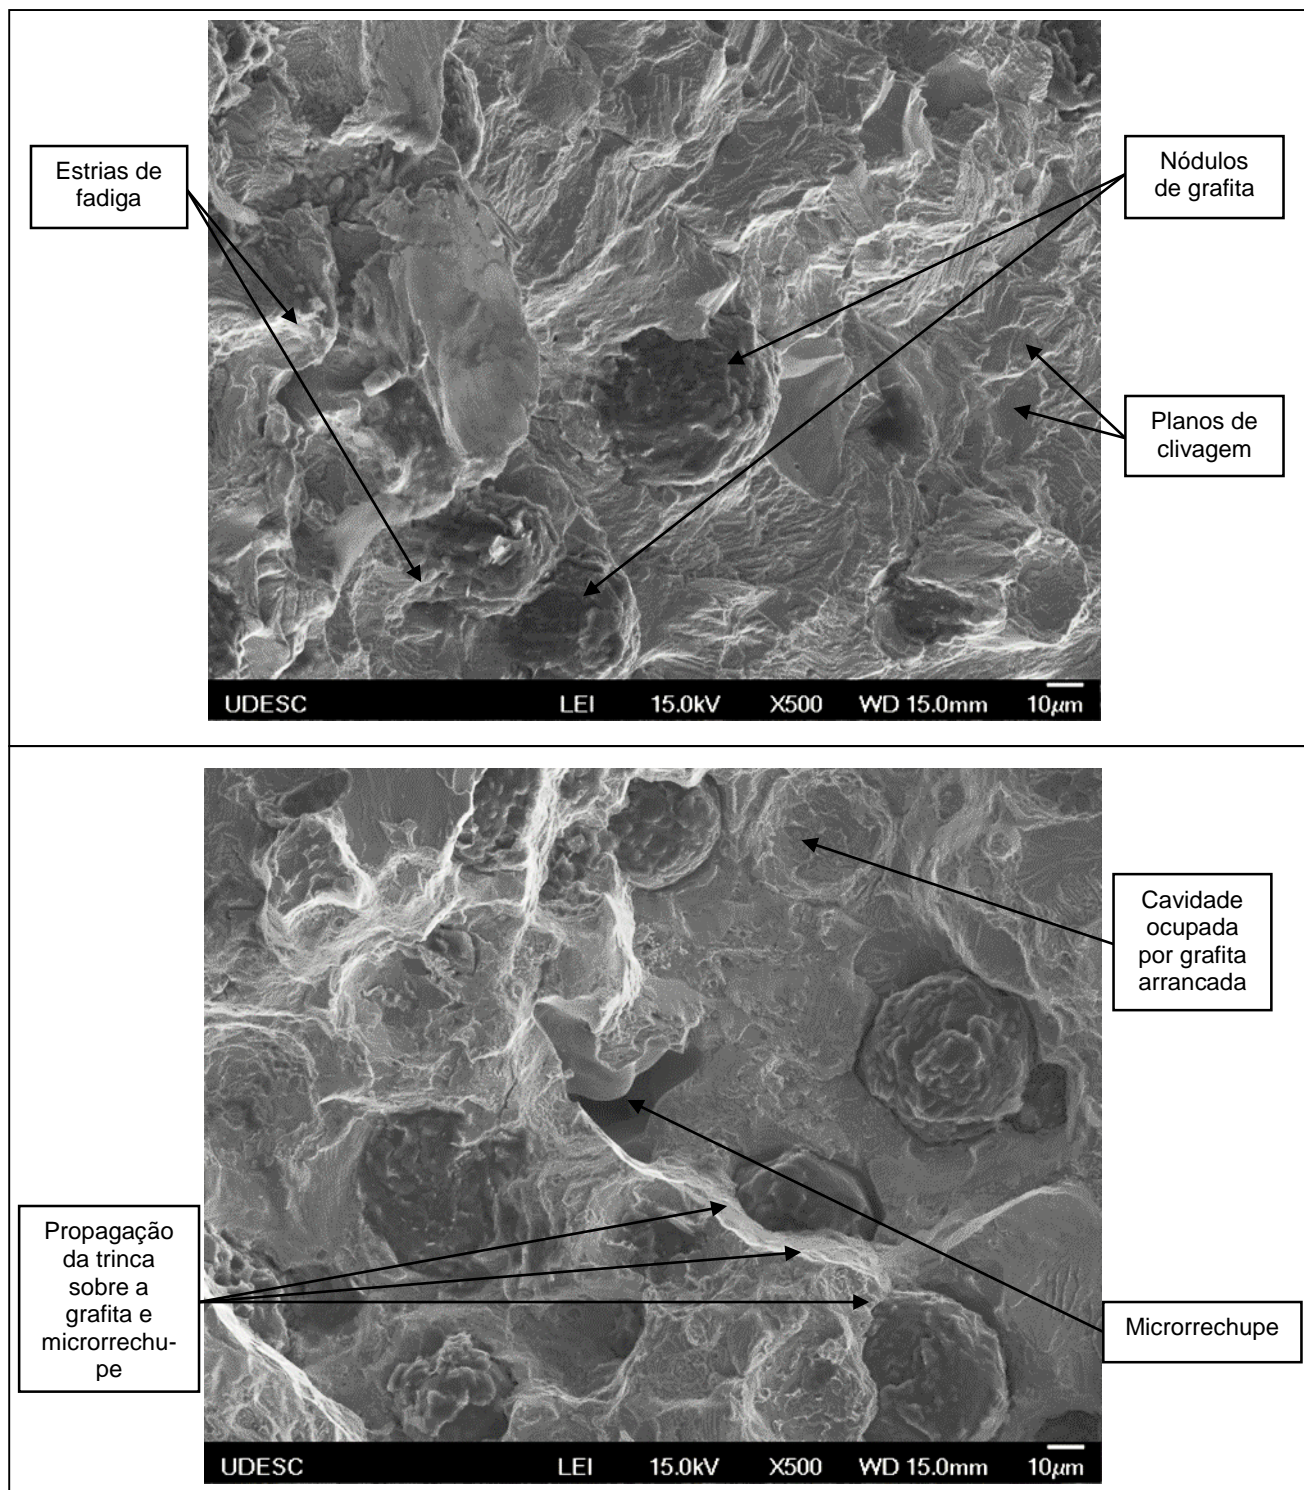 Estrias de
fadiga
Nódulos
de grafita
Planos de
clivagem
UDESC LEI 15.0kV X500 WD 15.0mm 10µm
Cavidade
ocupada
por grafita
arrancada
Propagação
da trinca
sobre a
grafita e
microrrechu-
pe
Microrrechupe
UDESC LEI 15.0kV X500 WD 15.0mm 10µm